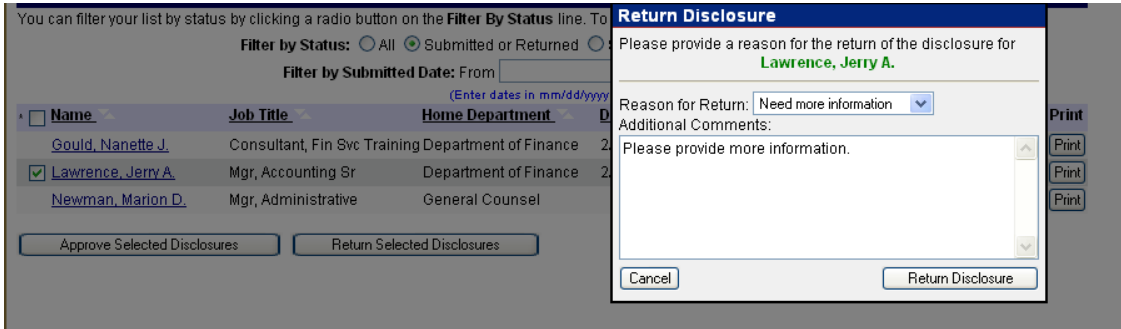 You can filter your list by status by clicking a radio button on the Filter By Status line. To
Filter by Status: All Submitted or Returned
Filter by Submitted Date: From
(Enter dates in mm/dd/yyyy
Name Job Title Home Department D Print
Gould, Nanette J. Consultant, Fin Svc Training Department of Finance 2 Print
Lawrence, Jerry A. Mgr, Accounting Sr Department of Finance 2 Print
Newman, Marion D. Mgr, Administrative General Counsel Print
Approve Selected Disclosures Return Selected Disclosures
Return Disclosure
Please provide a reason for the return of the disclosure for
Lawrence, Jerry A.
Reason for Return: Need more information
Additional Comments:
Please provide more information.
Cancel Return Disclosure